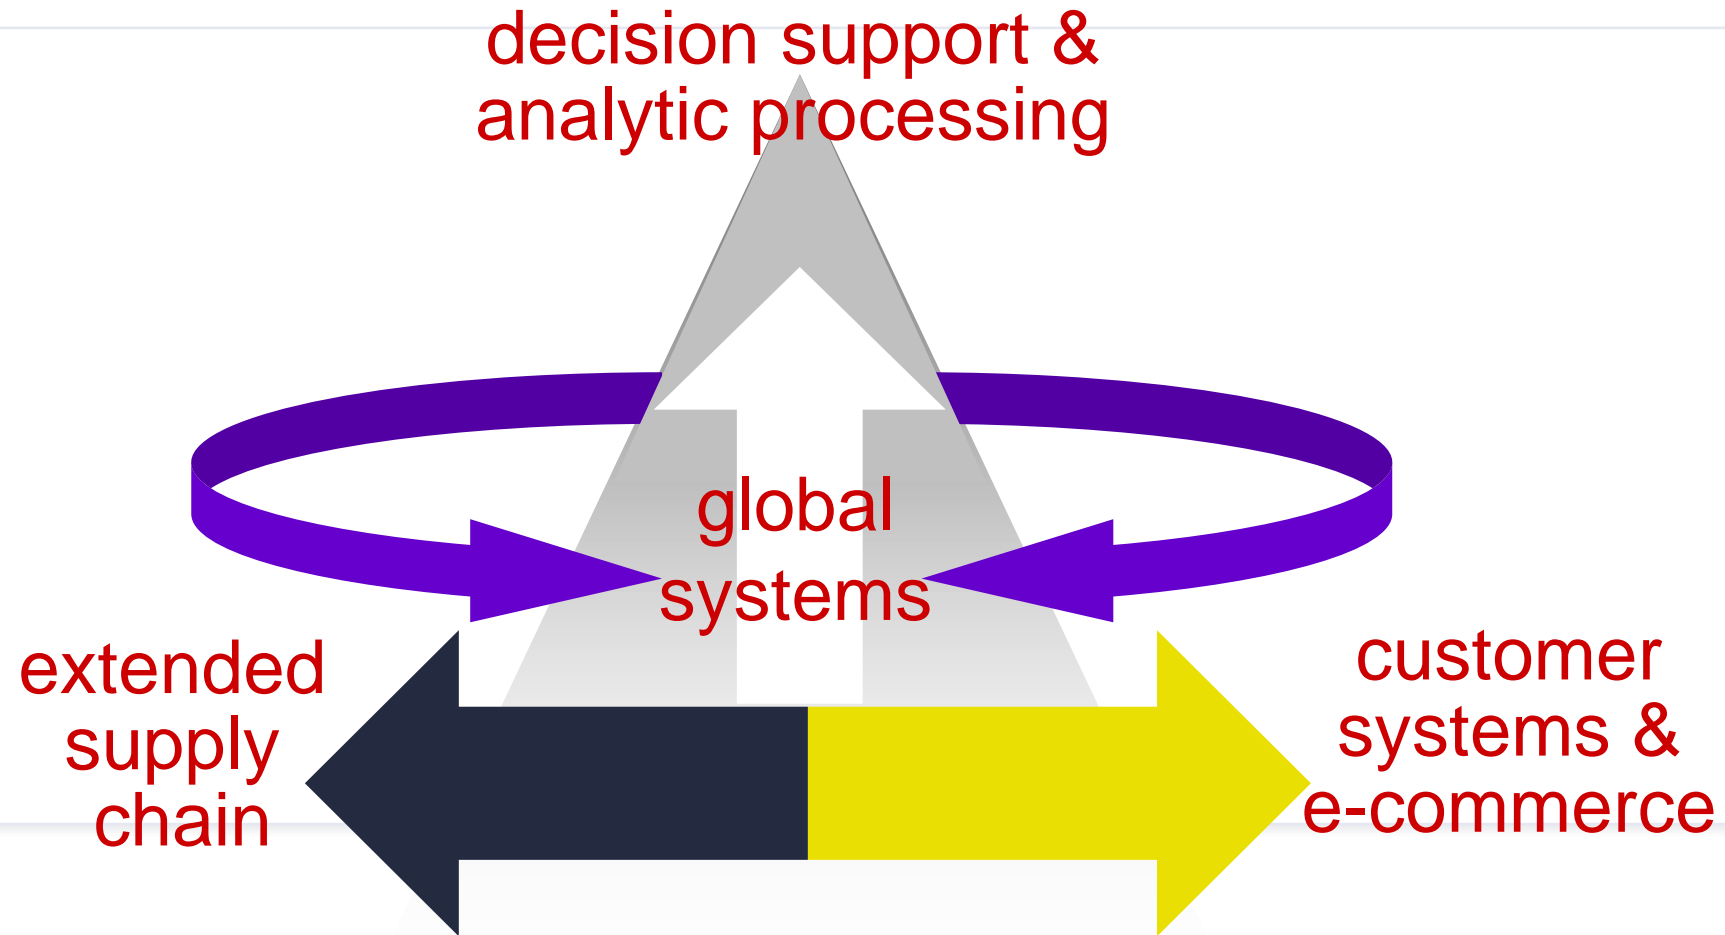 decision support &
analytic processing
global
systems
extended
supply
chain
customer
systems &
e-commerce